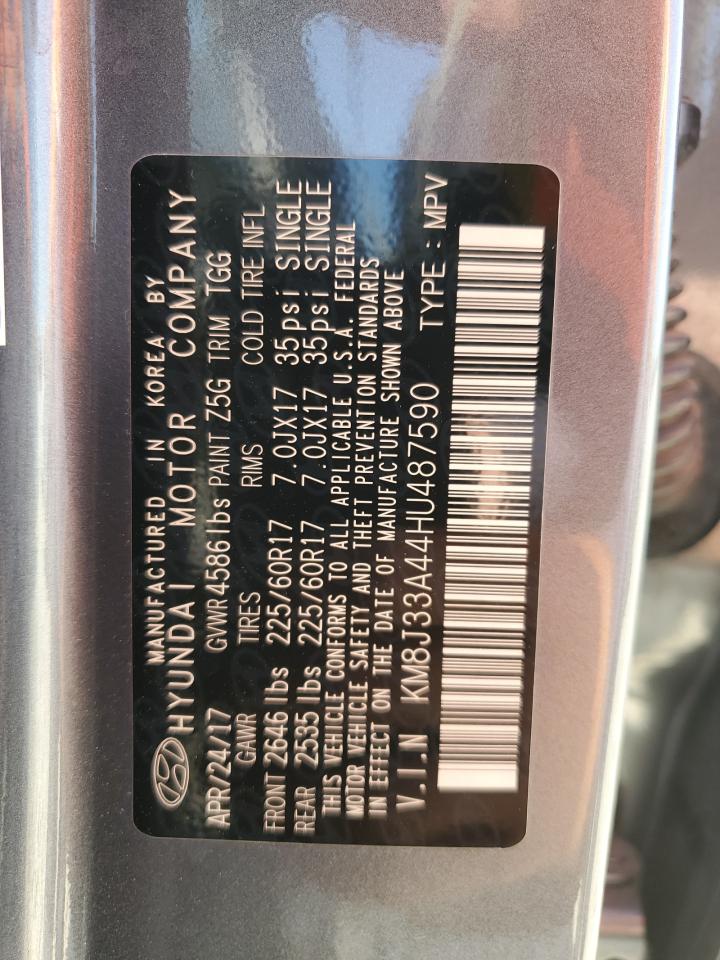 MANUFACTURED IN KOREA BY
HYUNDAI MOTOR COMPANY
APR/24/17 GVWR 4586 lbs PAINT Z5G TRIM TGG
GAWR TIRES RIMS COLD TIRE INFL
FRONT 2646 lbs 225/60R17 7.0JX17 35psi SINGLE
REAR 2535 lbs 225/60R17 7.0JX17 35psi SINGLE
THIS VEHICLE CONFORMS TO ALL APPLICABLE U.S.A. FEDERAL
MOTOR VEHICLE SAFETY AND THEFT PREVENTION STANDARDS
IN EFFECT ON THE DATE OF MANUFACTURE SHOWN ABOVE
V.I.N KM8J33A44HU487590 TYPE : MPV